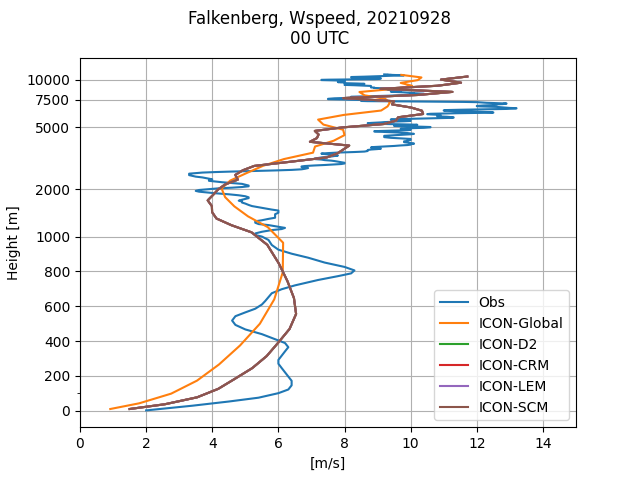 Falkenberg, Wspeed, 20210928
00 UTC
10000
7500
5000
2000
1000
800
600
400
200
0
Height [m]
Obs
ICON-Global
ICON-D2
ICON-CRM
ICON-LEM
ICON-SCM
0 2 4 6 8 10 12 14
[m/s]